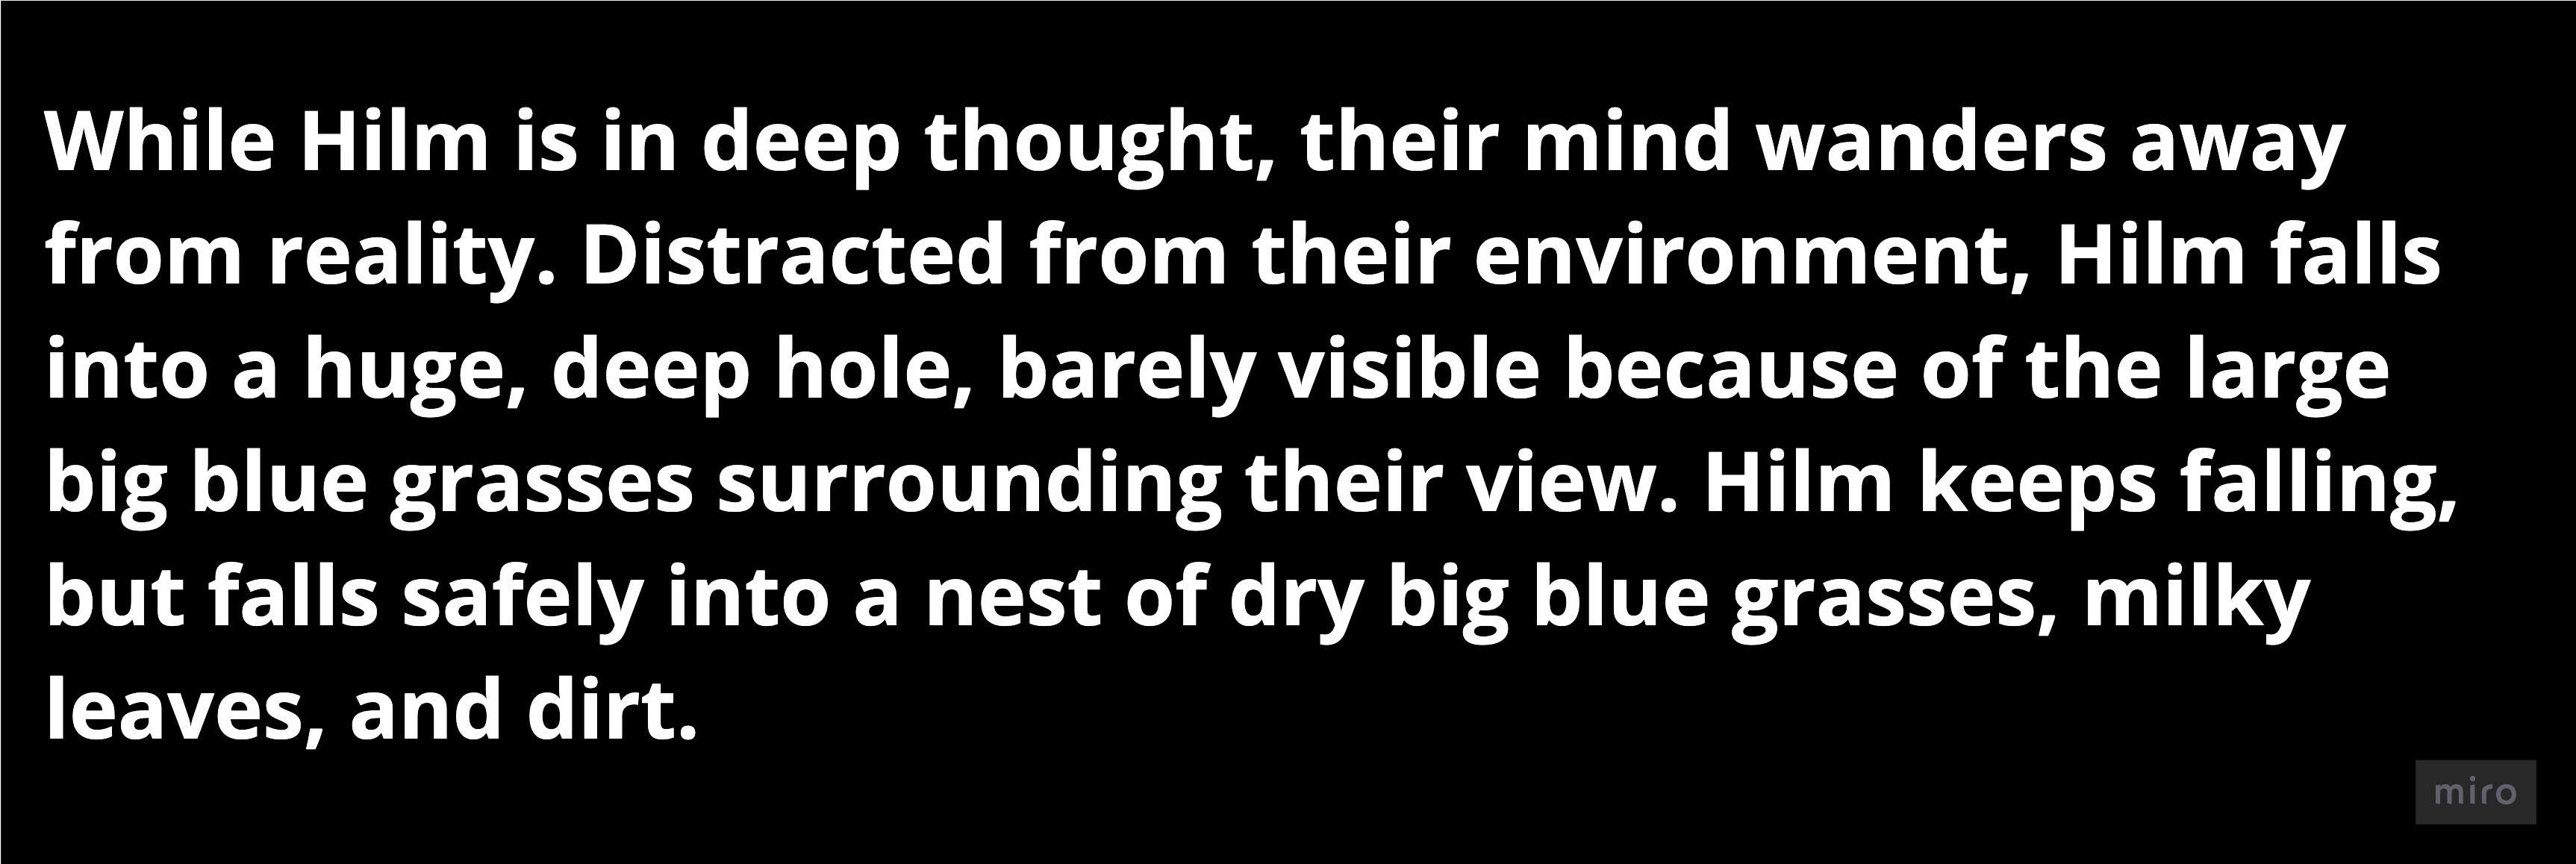 While Hilm is in deep thought, their mind wanders away
from reality. Distracted from their environment, Hilm falls
into a huge, deep hole, barely visible because of the large
big blue grasses surrounding their view. Hilm keeps falling,
but falls safely into a nest of dry big blue grasses, milky
leaves, and dirt.
miro